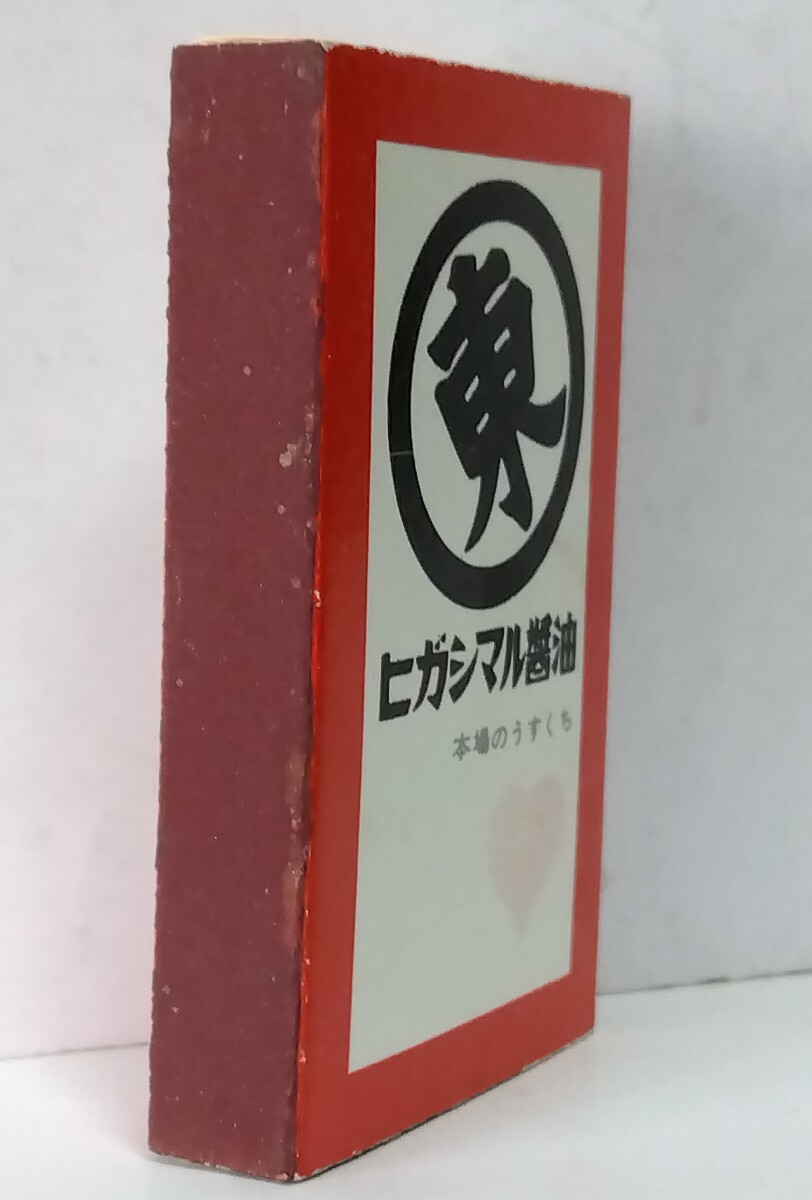 東
ヒガシマル醤油
本場のうすくち